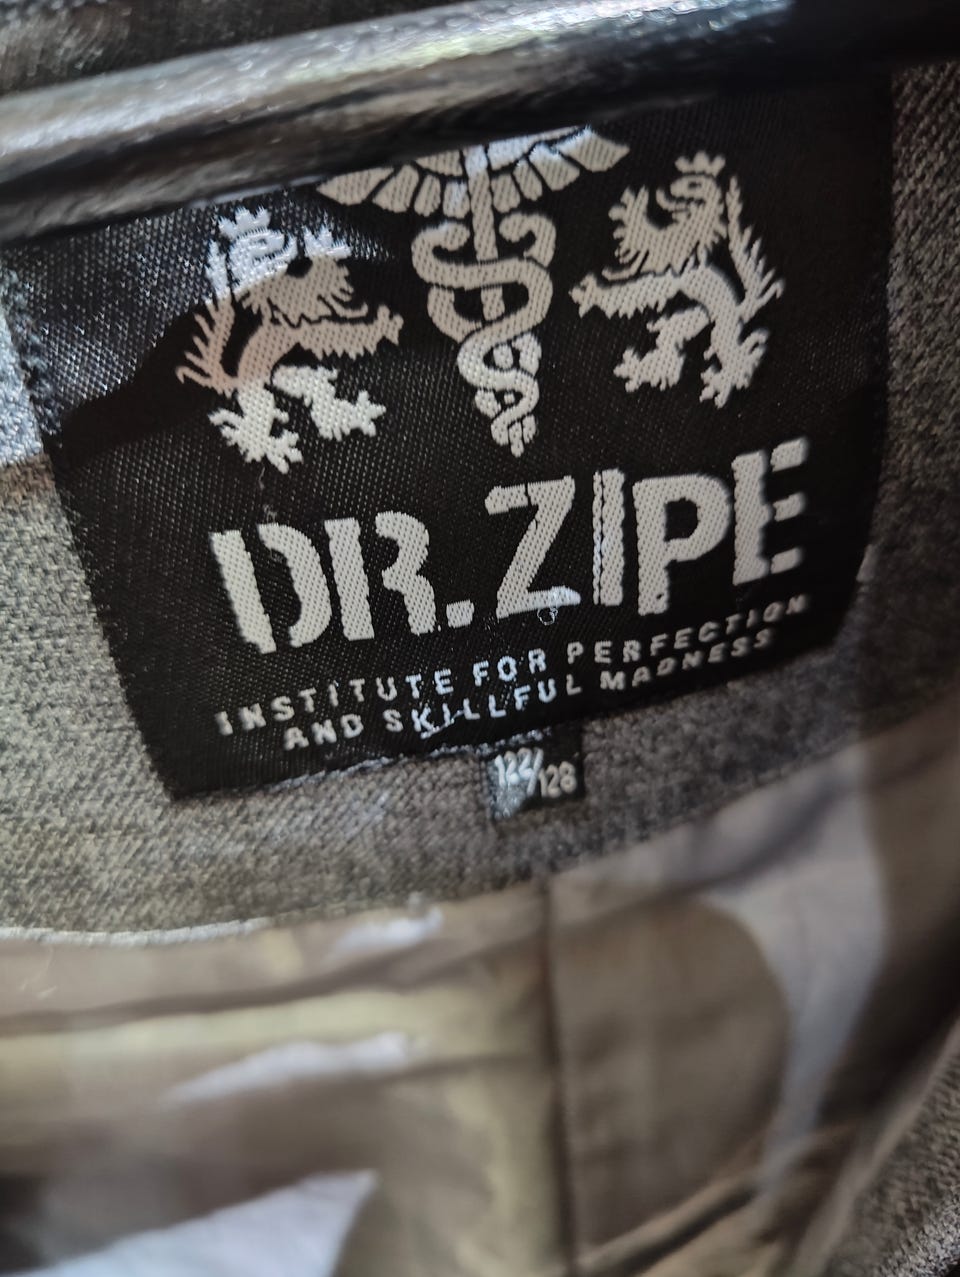 DR.ZIPE
INSTITUTE FOR PERFECTION
AND SKILLFUL MADNESS
122/128